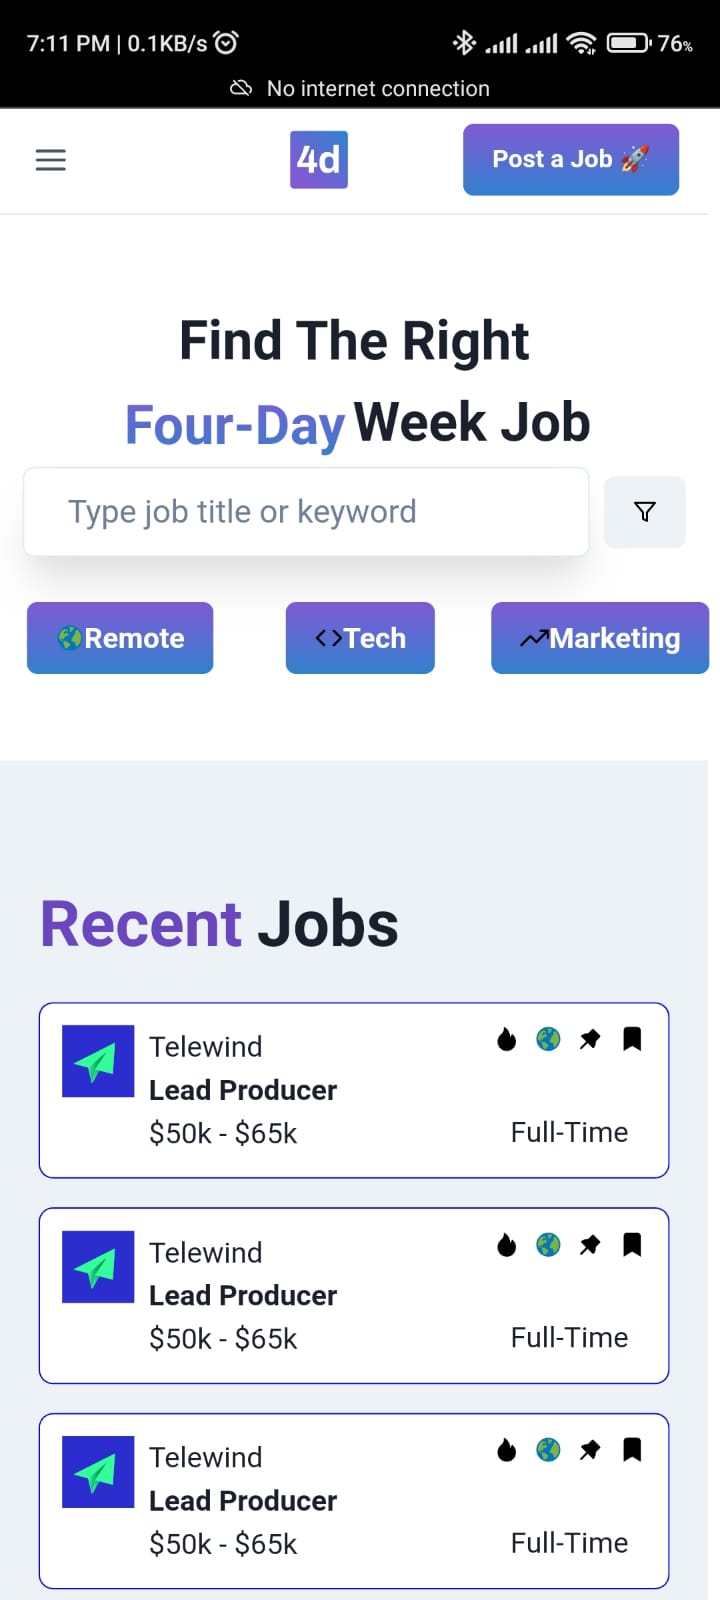 7:11 PM | 0.1KB/s
76%
No internet connection
4d
Post a Job 🚀
Find The Right
Four-Day Week Job
Type job title or keyword
🌎Remote
<>Tech
Marketing
Recent Jobs
Telewind
Lead Producer
$50k - $65k
Full-Time
Telewind
Lead Producer
$50k - $65k
Full-Time
Telewind
Lead Producer
$50k - $65k
Full-Time